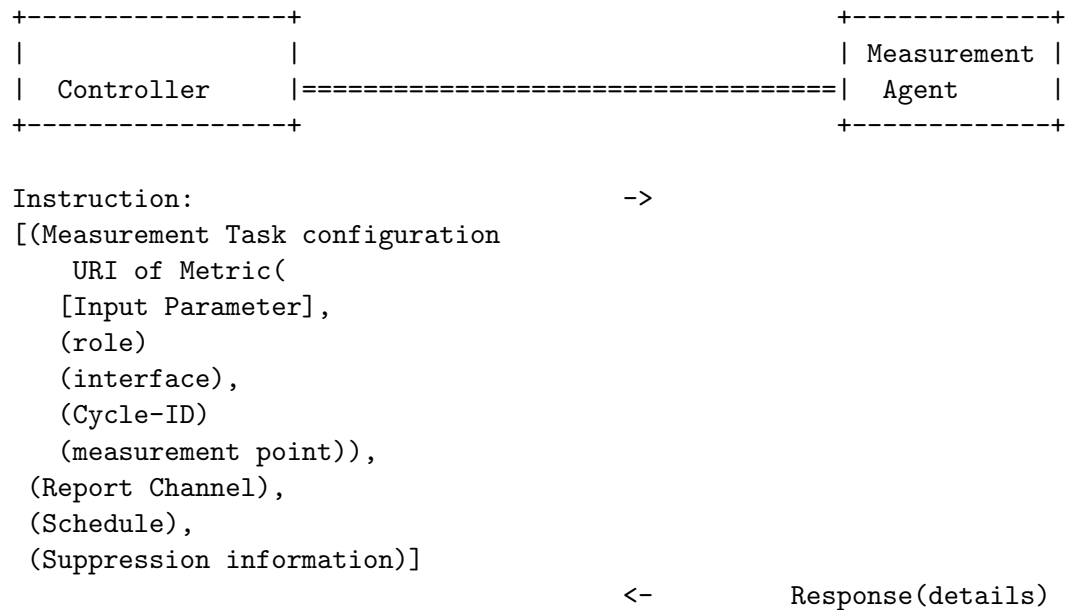 +-----------------+                                   +-------------+
|                 |                                   | Measurement |
|  Controller     |===================================|  Agent      |
+-----------------+                                   +-------------+

Instruction:                            ->
[(Measurement Task configuration
    URI of Metric(
   [Input Parameter],
   (role)
   (interface),
   (Cycle-ID)
   (measurement point)),
 (Report Channel),
 (Schedule),
 (Suppression information)]
                                        <-         Response(details)